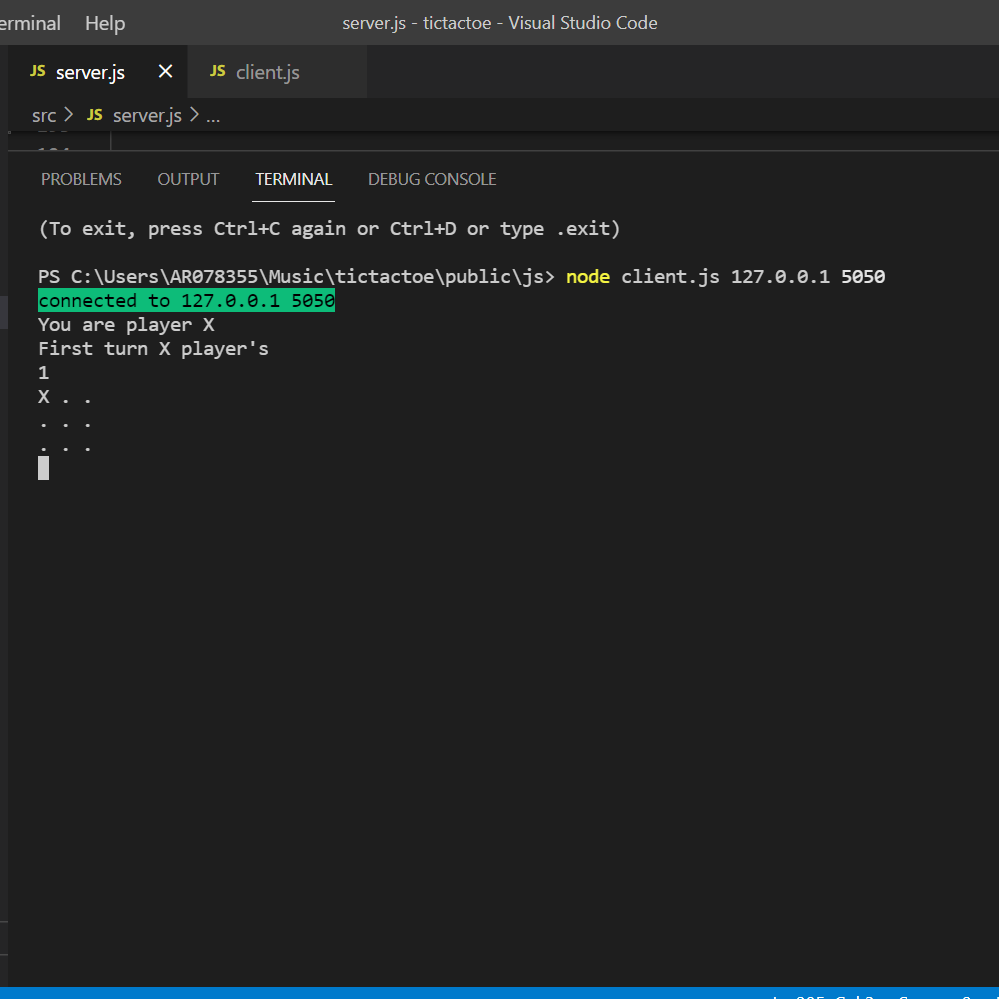 erminal Help server.js - tictactoe - Visual Studio Code
JS server.js × JS client.js
src > JS server.js > ...
PROBLEMS OUTPUT TERMINAL DEBUG CONSOLE
(To exit, press Ctrl+C again or Ctrl+D or type .exit)
PS C:\Users\AR078355\Music\tictactoe\public\js> node client.js 127.0.0.1 5050
connected to 127.0.0.1 5050
You are player X
First turn X player's
1
X . .
. . .
. . .